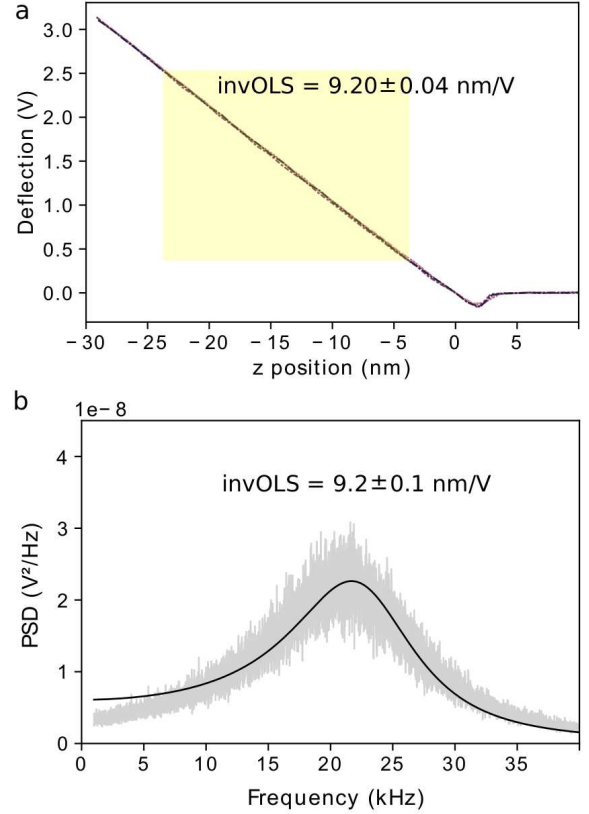 a
3.0
2.5
2.0
1.5
1.0
0.5
0.0
Deflection (V)
invOLS = 9.20±0.04 nm/V
−30 −25 −20 −15 −10 −5 0 5
z position (nm)
b
1e−8
4
3
2
1
0
PSD (V²/Hz)
invOLS = 9.2±0.1 nm/V
0 5 10 15 20 25 30 35
Frequency (kHz)